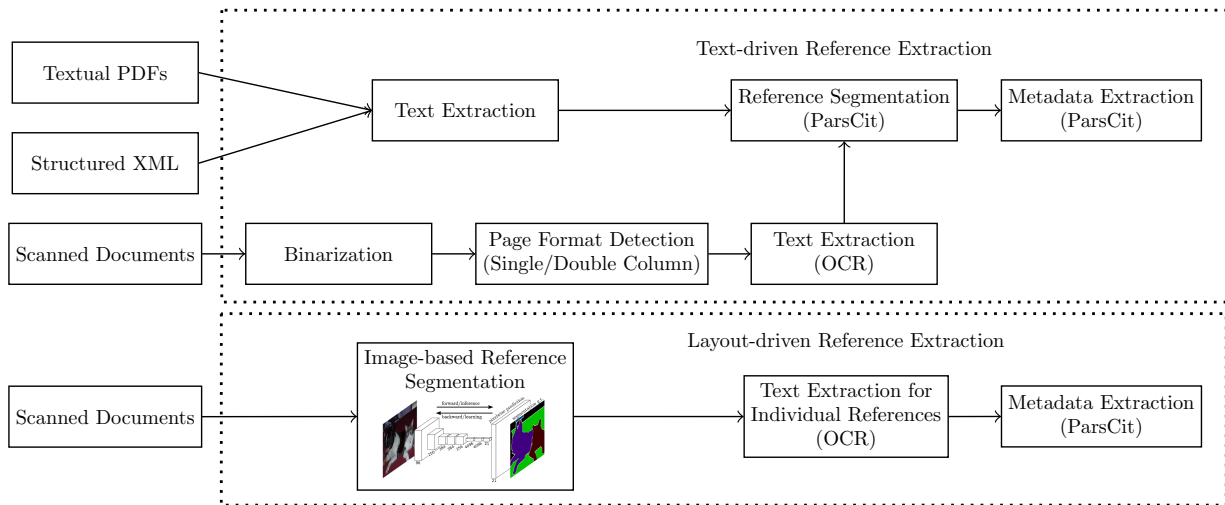 Text-driven Reference Extraction
Textual PDFs
Structured XML
Text Extraction
Reference Segmentation
(ParsCit)
Metadata Extraction
(ParsCit)
Scanned Documents
Binarization
Page Format Detection
(Single/Double Column)
Text Extraction
(OCR)
Layout-driven Reference Extraction
Scanned Documents
Image-based Reference
Segmentation
forward/inference
backward/learning
Text Extraction for
Individual References
(OCR)
Metadata Extraction
(ParsCit)